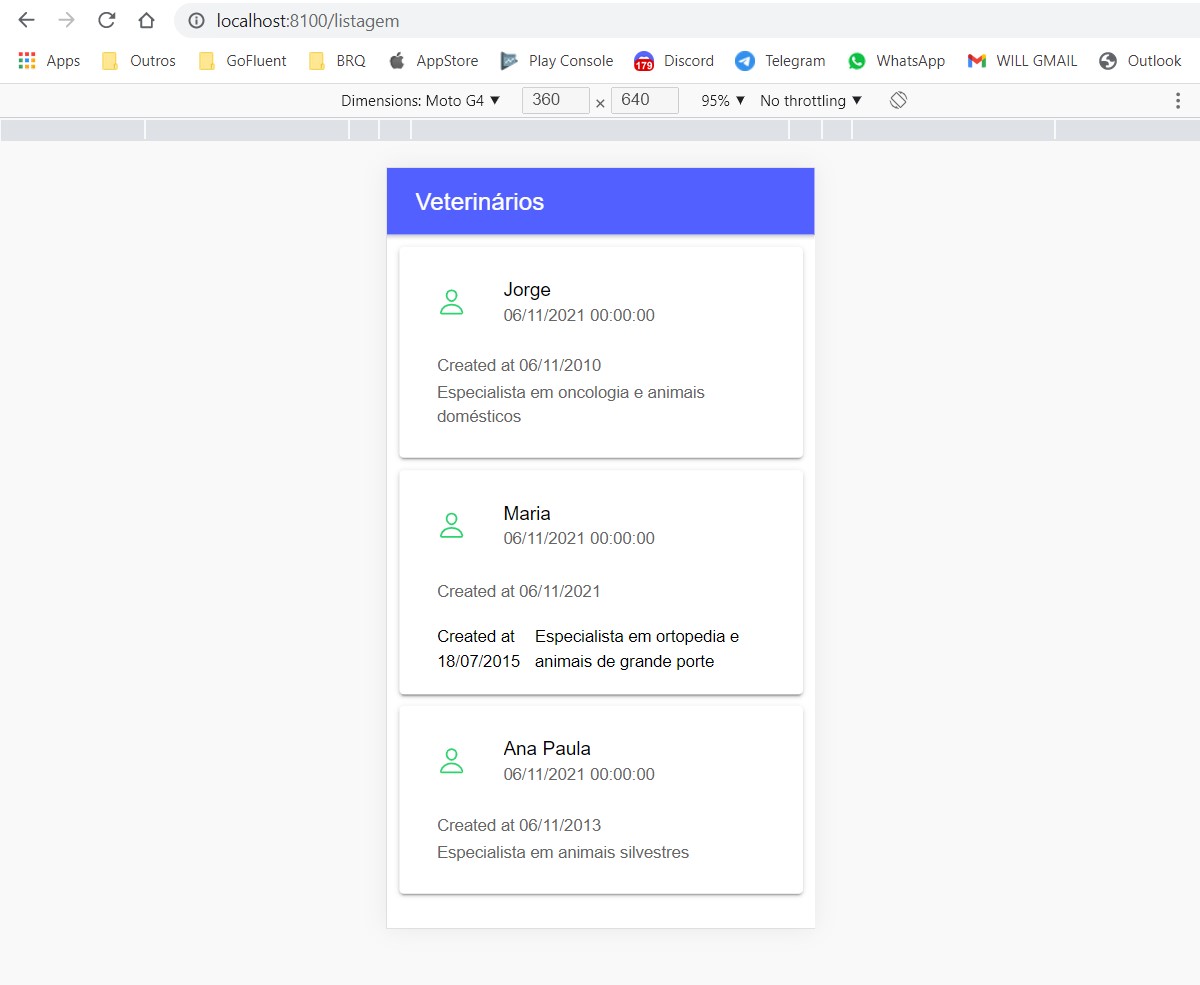 localhost:8100/listagem
Apps Outros GoFluent BRQ AppStore Play Console 179 Discord Telegram WhatsApp WILL GMAIL Outlook
Dimensions: Moto G4 ▼ 360 × 640 95% ▼ No throttling ▼
Veterinários
Jorge
06/11/2021 00:00:00
Created at 06/11/2010
Especialista em oncologia e animais
domésticos
Maria
06/11/2021 00:00:00
Created at 06/11/2021
Created at
18/07/2015
Especialista em ortopedia e
animais de grande porte
Ana Paula
06/11/2021 00:00:00
Created at 06/11/2013
Especialista em animais silvestres